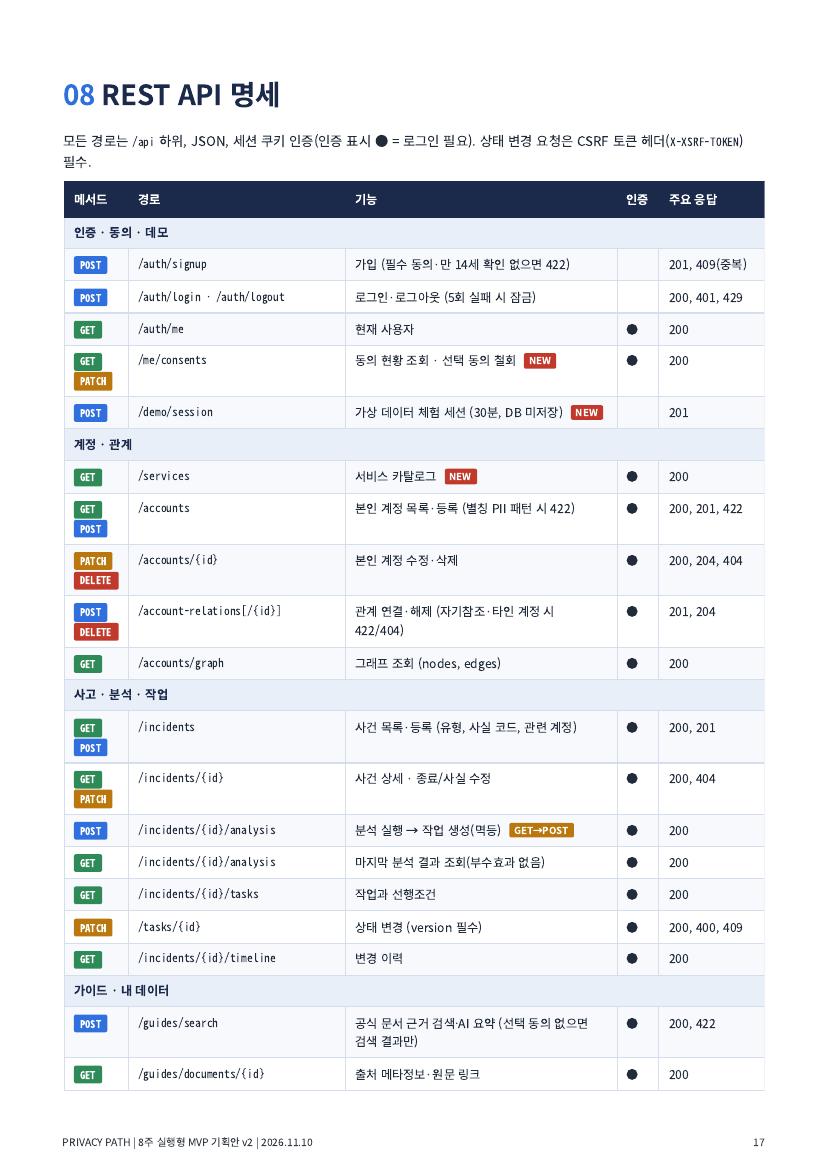 08 REST API 명세
모든 경로는 /api 하위, JSON, 세션 쿠키 인증(인증 표시 ● = 로그인 필요). 상태 변경 요청은 CSRF 토큰 헤더(X-XSRF-TOKEN)
필수.
메서드 경로 기능 인증 주요 응답
인증 · 동의 · 데모
POST /auth/signup 가입 (필수 동의·만 14세 확인 없으면 422) 201, 409(중복)
POST /auth/login · /auth/logout 로그인·로그아웃 (5회 실패 시 잠금) 200, 401, 429
GET /auth/me 현재 사용자 ● 200
GET /me/consents 동의 현황 조회 · 선택 동의 철회 NEW ● 200
PATCH
POST /demo/session 가상 데이터 체험 세션 (30분, DB 미저장) NEW 201
계정 · 관계
GET /services 서비스 카탈로그 NEW ● 200
GET /accounts 본인 계정 목록·등록 (별칭 PII 패턴 시 422) ● 200, 201, 422
POST
PATCH /accounts/{id} 본인 계정 수정·삭제 ● 200, 204, 404
DELETE
POST /account-relations[/{id}] 관계 연결·해제 (자기참조·타인 계정 시 ● 201, 204
DELETE 422/404)
GET /accounts/graph 그래프 조회 (nodes, edges) ● 200
사고 · 분석 · 작업
GET /incidents 사건 목록·등록 (유형, 사실 코드, 관련 계정) ● 200, 201
POST
GET /incidents/{id} 사건 상세 · 종료/사실 수정 ● 200, 404
PATCH
POST /incidents/{id}/analysis 분석 실행 → 작업 생성(멱등) GET→POST ● 200
GET /incidents/{id}/analysis 마지막 분석 결과 조회(부수효과 없음) ● 200
GET /incidents/{id}/tasks 작업과 선행조건 ● 200
PATCH /tasks/{id} 상태 변경 (version 필수) ● 200, 400, 409
GET /incidents/{id}/timeline 변경 이력 ● 200
가이드 · 내 데이터
POST /guides/search 공식 문서 근거 검색·AI 요약 (선택 동의 없으면 ● 200, 422
검색 결과만)
GET /guides/documents/{id} 출처 메타정보·원문 링크 ● 200
PRIVACY PATH | 8주 실행형 MVP 기획안 v2 | 2026.11.10 17